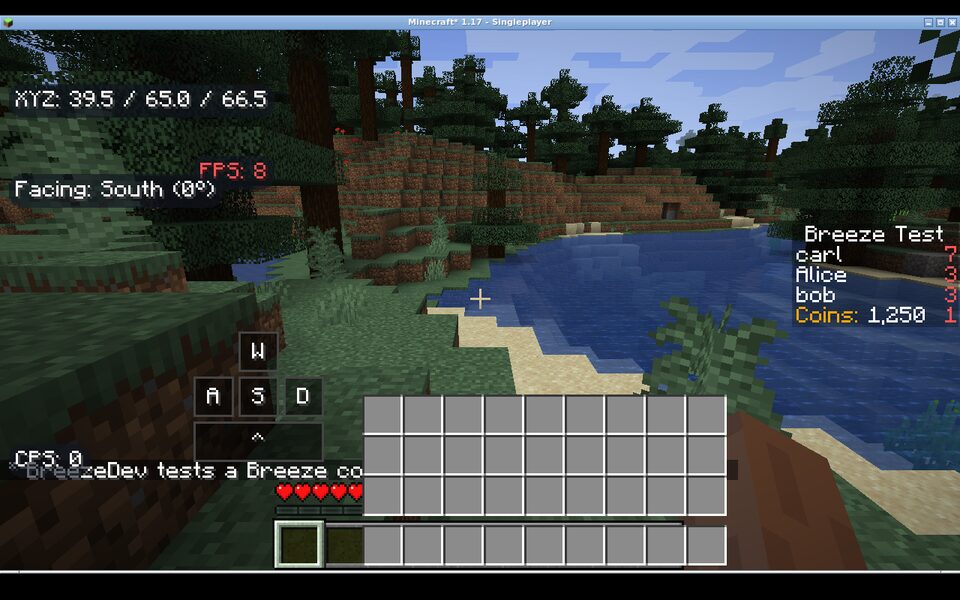 Minecraft* 1.17 - Singleplayer
XYZ: 39.5 / 65.0 / 66.5
FPS: 8
Facing: South (0°)
Breeze Test
carl 7
Alice 3
bob 3
Coins: 1,250 1
W
A S D
^
CPS: 0
* BreezeDev tests a Breeze co